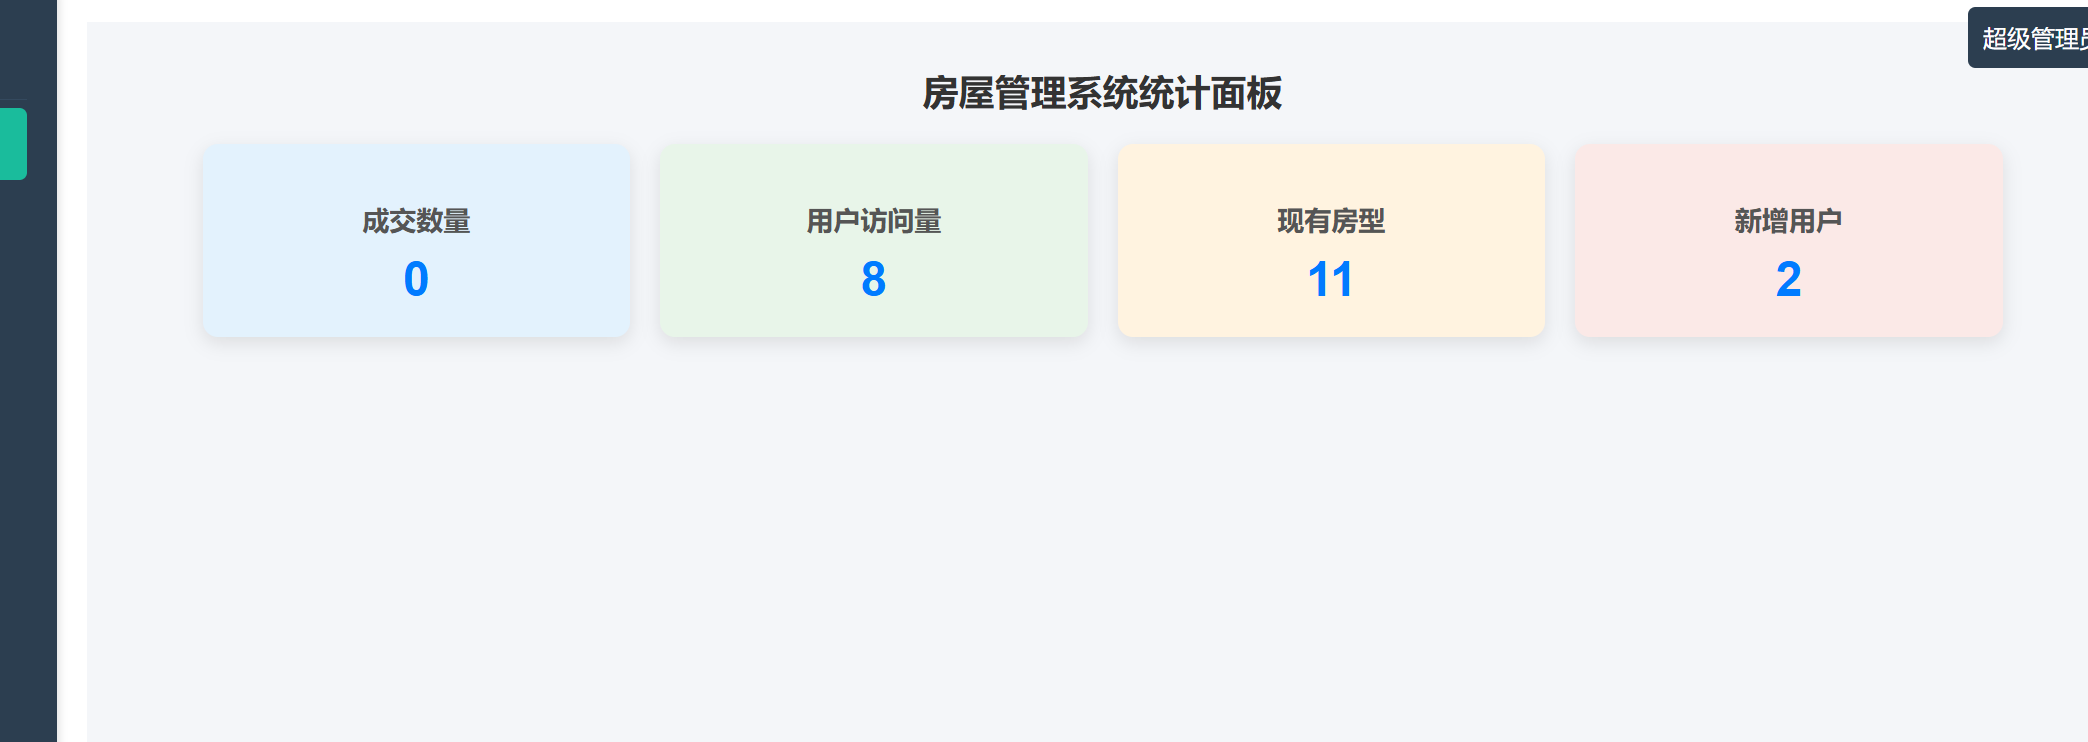 超级管理员
房屋管理系统统计面板
成交数量
0
用户访问量
8
现有房型
11
新增用户
2